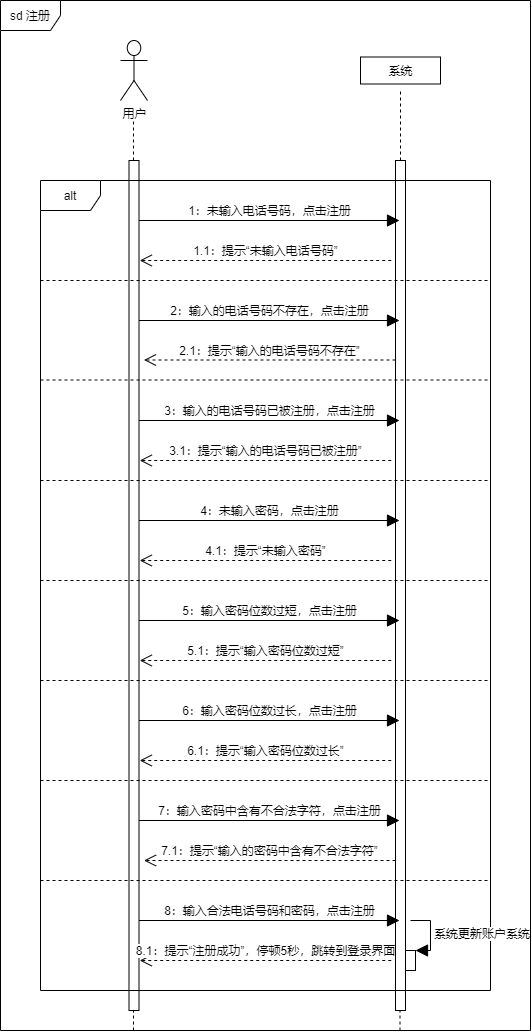 sd 注册
用户
系统
alt
1：未输入电话号码，点击注册
1.1：提示“未输入电话号码”
2：输入的电话号码不存在，点击注册
2.1：提示“输入的电话号码不存在”
3：输入的电话号码已被注册，点击注册
3.1：提示“输入的电话号码已被注册”
4：未输入密码，点击注册
4.1：提示“未输入密码”
5：输入密码位数过短，点击注册
5.1：提示“输入密码位数过短”
6：输入密码位数过长，点击注册
6.1：提示“输入密码位数过长”
7：输入密码中含有不合法字符，点击注册
7.1：提示“输入的密码中含有不合法字符”
8：输入合法电话号码和密码，点击注册
系统更新账户系统
8.1：提示“注册成功”，停顿5秒，跳转到登录界面